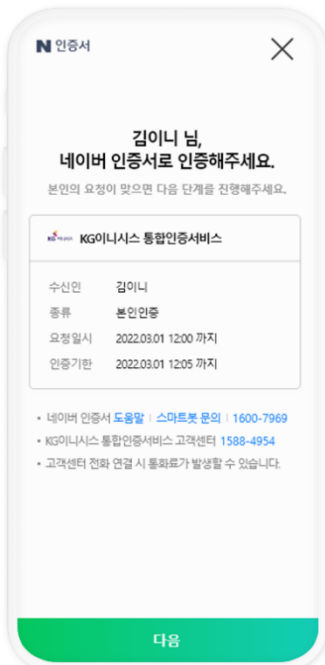 N 인증서
김이니 님,
네이버 인증서로 인증해주세요.
본인의 요청이 맞으면 다음 단계를 진행해주세요.
KG이니시스 통합인증서비스
수신인 김이니
종류 본인인증
요청일시 2022.03.01 12:00 까지
인증기한 2022.03.01 12:05 까지
• 네이버 인증서 도움말 | 스마트봇 문의 | 1600-7969
• KG이니시스 통합인증서비스 고객센터 1588-4954
• 고객센터 전화 연결 시 통화료가 발생할 수 있습니다.
다음